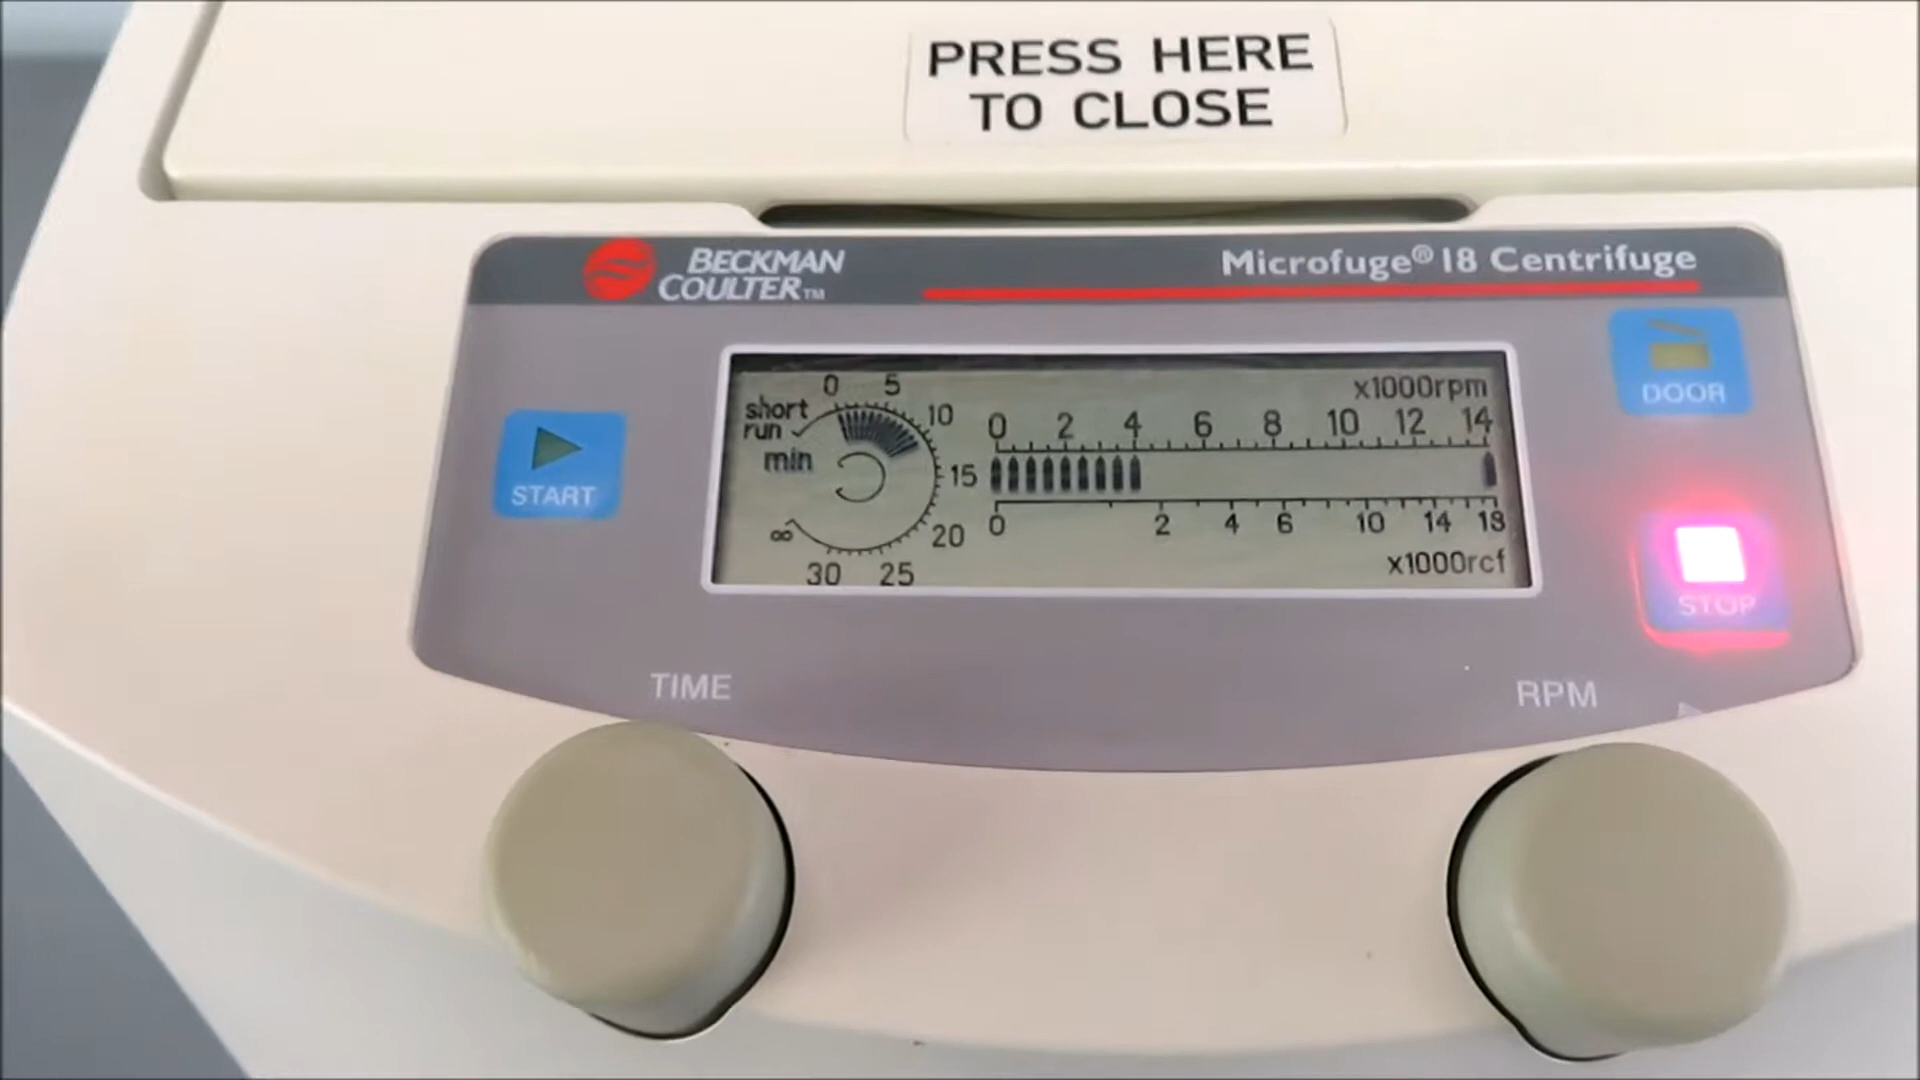 PRESS HERE
TO CLOSE
BECKMAN
COULTER™
Microfuge® 18 Centrifuge
START
short
run
min
0 5 10 15 20 25 30 ∞
x1000rpm
0 2 4 6 8 10 12 14
0 2 4 6 10 14 18
x1000rcf
DOOR
STOP
TIME
RPM